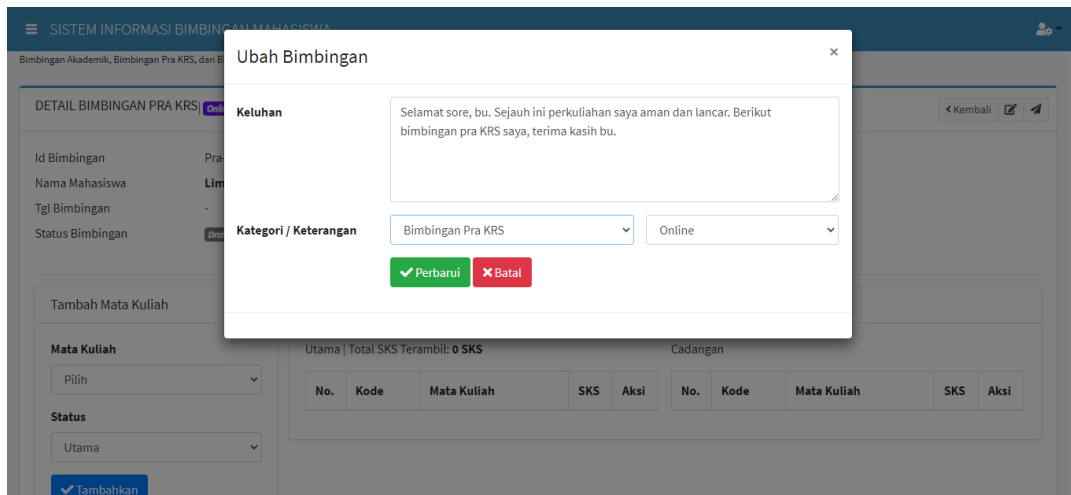 SISTEM INFORMASI BIMBINGAN MAHASISWA
Bimbingan Akademik, Bimbingan Pra KRS, dan B
Ubah Bimbingan ×
DETAIL BIMBINGAN PRA KRS|
Kembali
Keluhan
Selamat sore, bu. Sejauh ini perkuliahan saya aman dan lancar. Berikut
bimbingan pra KRS saya, terima kasih bu.
Id Bimbingan Pra-
Nama Mahasiswa Lim
Tgl Bimbingan -
Status Bimbingan
Kategori / Keterangan Bimbingan Pra KRS Online
Perbarui Batal
Tambah Mata Kuliah
Mata Kuliah
Pilih
Status
Utama
Tambahkan
Utama | Total SKS Terambil: 0 SKS
No. Kode Mata Kuliah SKS Aksi
Cadangan
No. Kode Mata Kuliah SKS Aksi